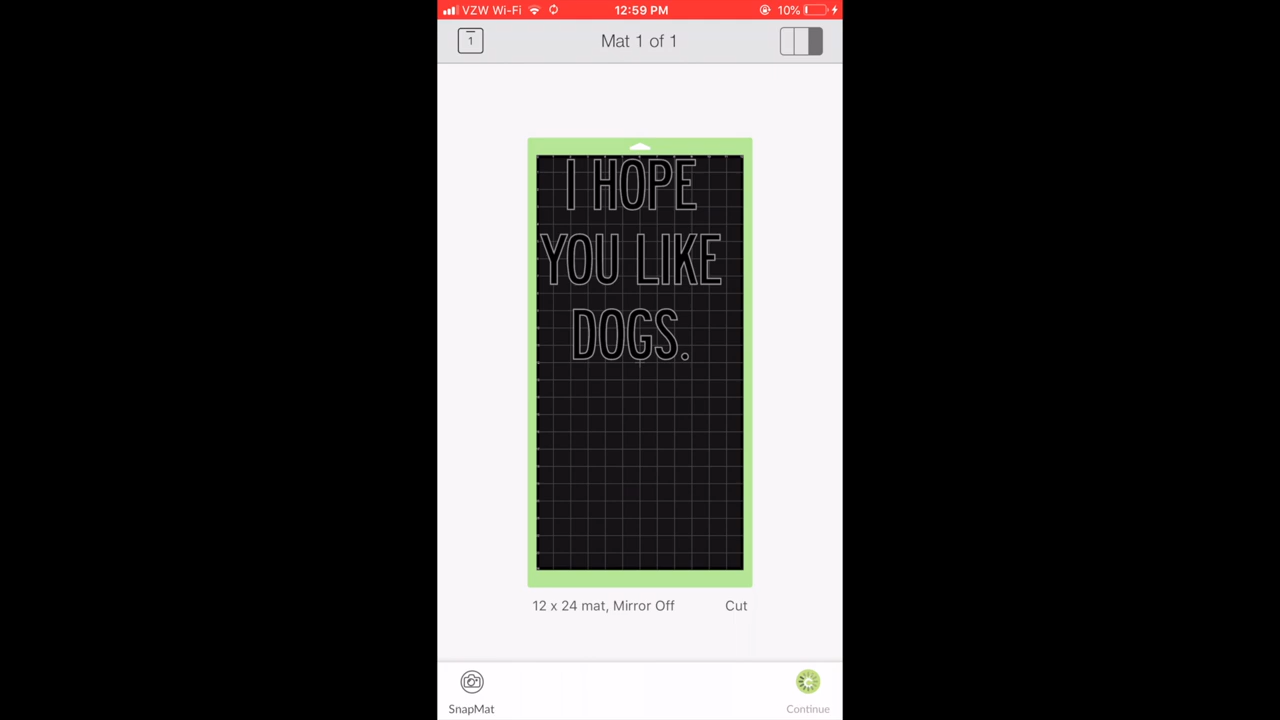 VZW Wi-Fi 12:59 PM 10%
1 Mat 1 of 1
I HOPE
YOU LIKE
DOGS.
12 x 24 mat, Mirror Off Cut
SnapMat Continue